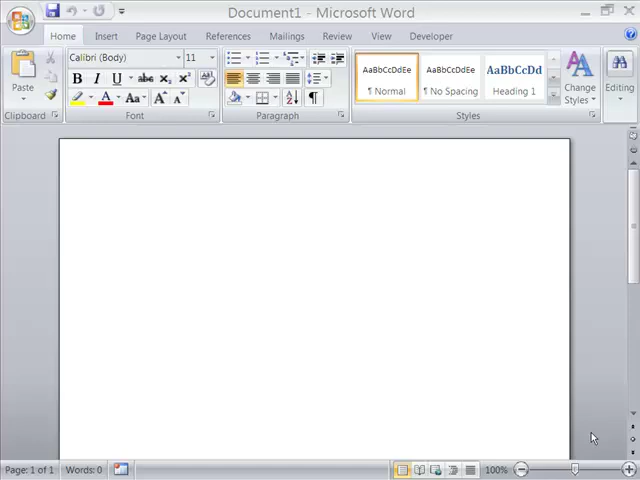 Document1 - Microsoft Word
Home Insert Page Layout References Mailings Review View Developer
Calibri (Body) 11
AaBbCcDdEe AaBbCcDdEe AaBbCcDd
Paste
B I U abc x₂ x² Aa A A A
¶ Normal ¶ No Spacing Heading 1
Change Styles
Editing
Clipboard Font Paragraph Styles
Page: 1 of 1 Words: 0 100%